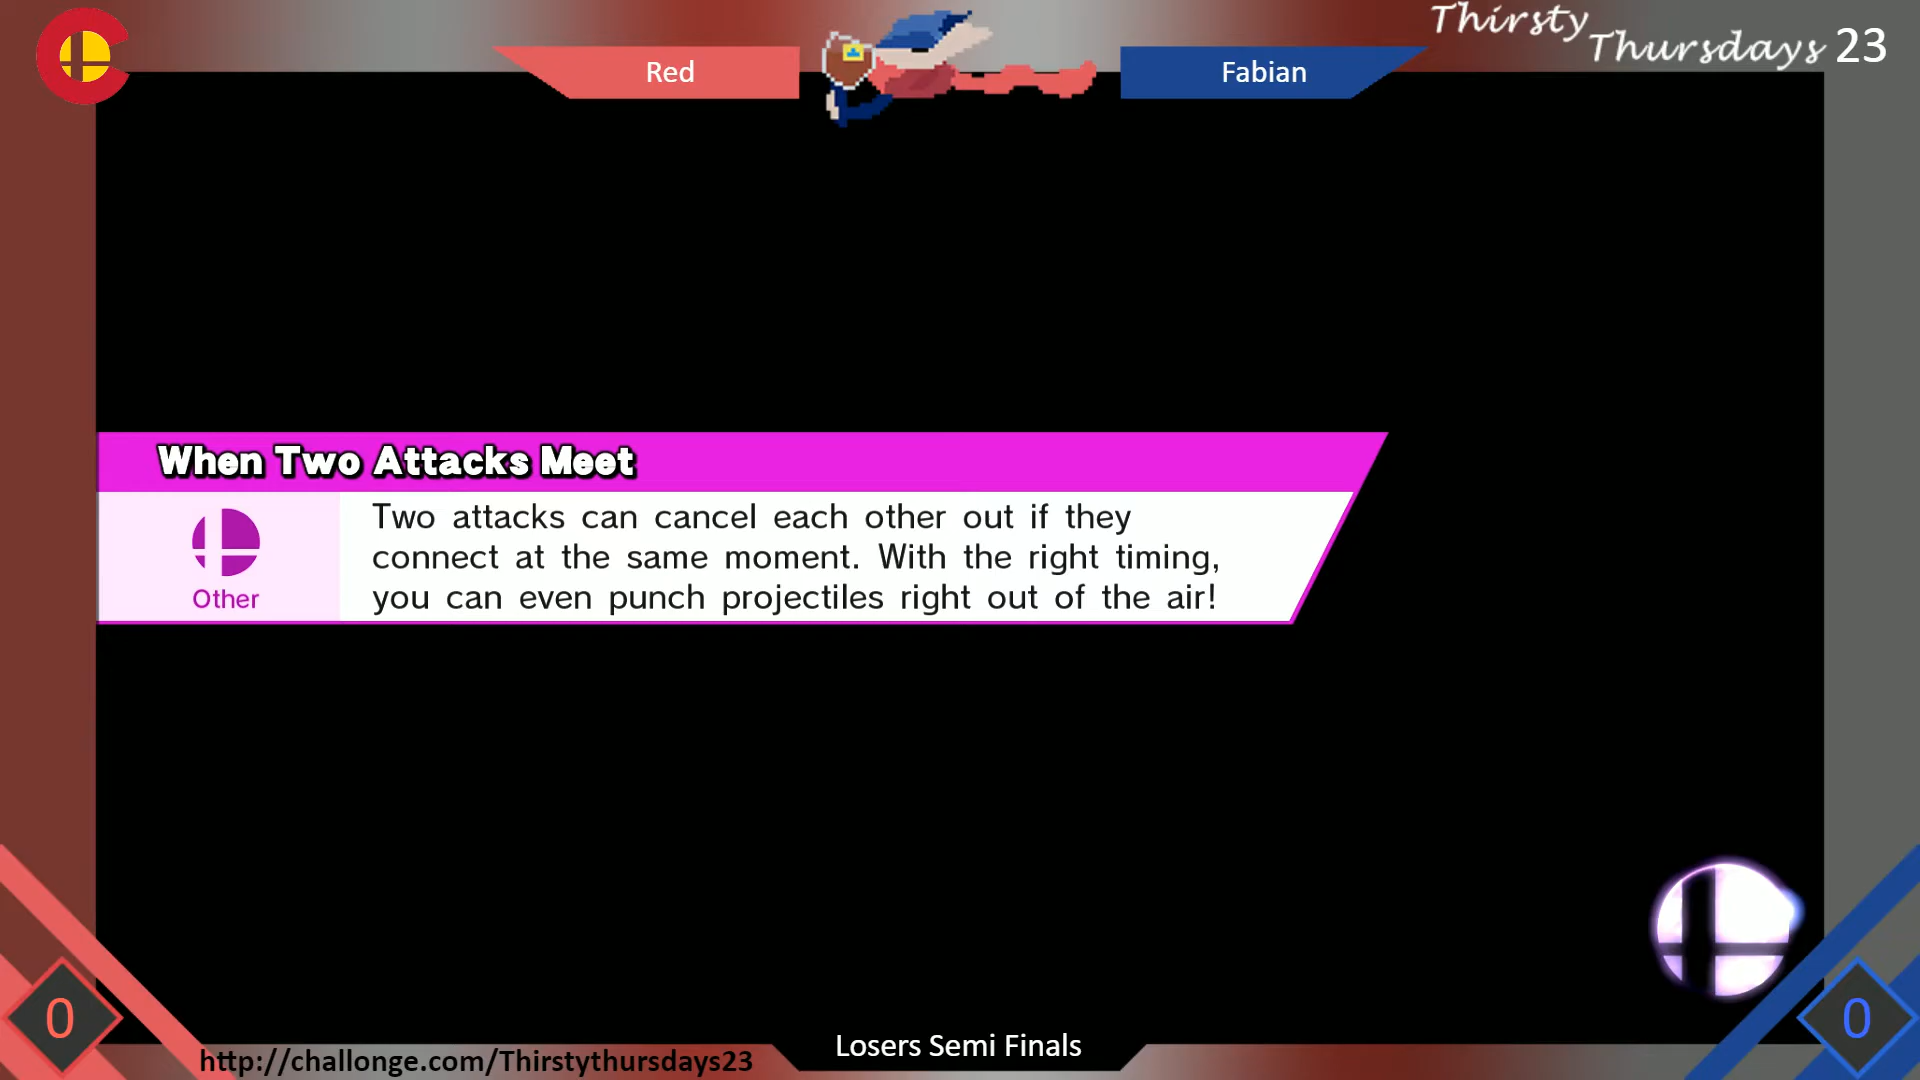 Thirsty
Thursdays 23
Red
Fabian
When Two Attacks Meet
Two attacks can cancel each other out if they
connect at the same moment. With the right timing,
you can even punch projectiles right out of the air!
Other
0
0
Losers Semi Finals
http://challonge.com/Thirstythursdays23